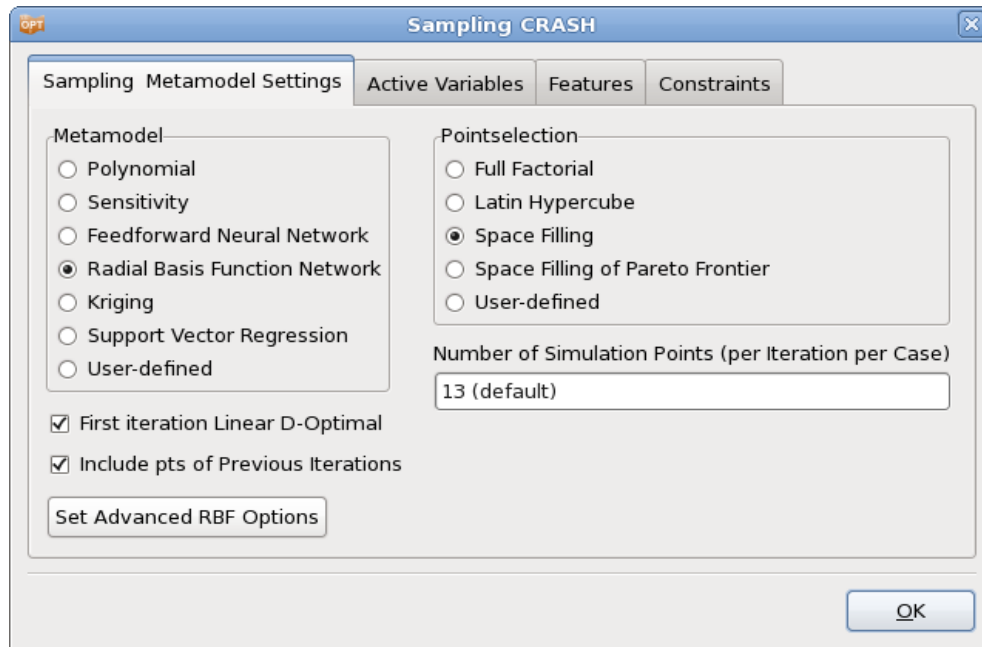 OPT
Sampling CRASH
Sampling  Metamodel Settings
Active Variables
Features
Constraints
Metamodel
Polynomial
Sensitivity
Feedforward Neural Network
Radial Basis Function Network
Kriging
Support Vector Regression
User-defined
First iteration Linear D-Optimal
Include pts of Previous Iterations
Set Advanced RBF Options
Pointselection
Full Factorial
Latin Hypercube
Space Filling
Space Filling of Pareto Frontier
User-defined
Number of Simulation Points (per Iteration per Case)
13 (default)
OK